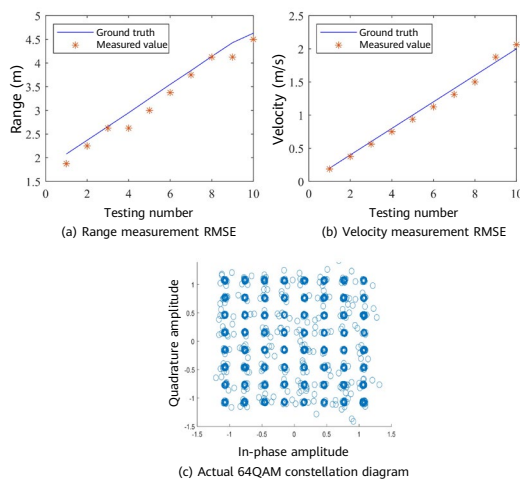 Ground truth
Measured value
Range (m)
5
4.5
4
3.5
3
2.5
2
1.5
0 2 4 6 8 10
Testing number
(a) Range measurement RMSE
Ground truth
Measured value
Velocity (m/s)
2.5
2
1.5
1
0.5
0
0 2 4 6 8 10
Testing number
(b) Velocity measurement RMSE
Quadrature amplitude
1
0.5
0
-0.5
-1
-1.5
-1.5 -1 -0.5 0 0.5 1 1.5
In-phase amplitude
(c) Actual 64QAM constellation diagram